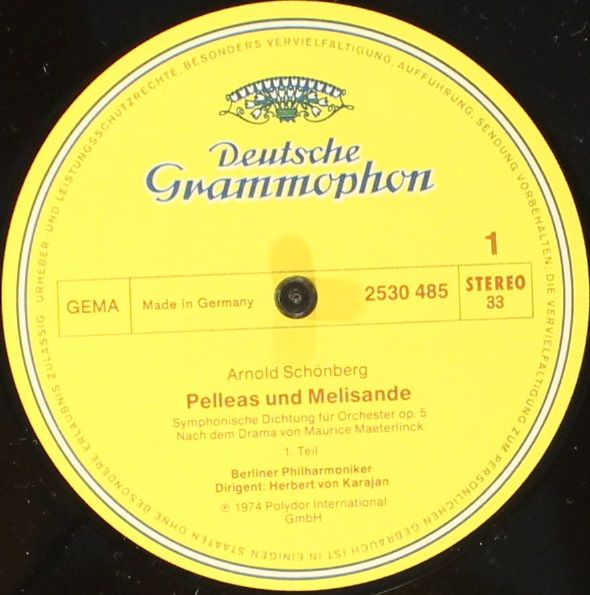 Deutsche
Grammophon
1
GEMA
Made in Germany
2530 485
STEREO
33
Arnold Schönberg
Pelleas und Melisande
Symphonische Dichtung für Orchester op. 5
Nach dem Drama von Maurice Maeterlinck
1. Teil
Berliner Philharmoniker
Dirigent: Herbert von Karajan
℗ 1974 Polydor International
GmbH
URHEBER- UND LEISTUNGSSCHUTZRECHTE, BESONDERS VERVIELFÄLTIGUNG, AUFFÜHRUNG, SENDUNG VORBEHALTEN; DIE VERVIELFÄLTIGUNG ZUM PERSÖNLICHEN GEBRAUCH IST IN EINIGEN STAATEN OHNE BESONDERE ERLAUBNIS ZULÄSSIG ·